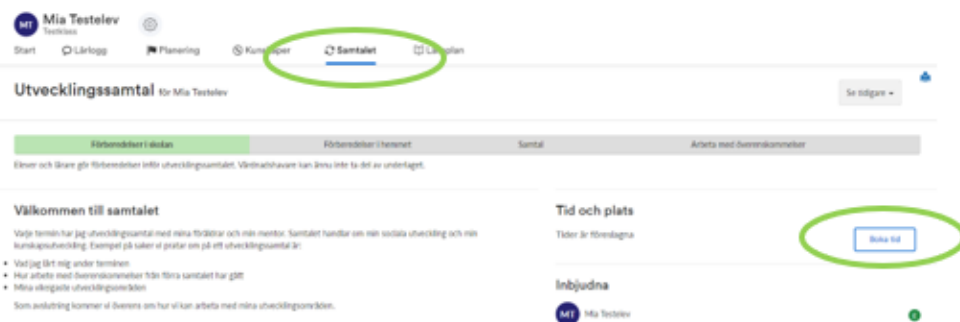 MT Mia Testelev
Testklass
Start Lärlogg Planering Kunskaper Samtalet Läroplan
Utvecklingssamtal för Mia Testelev
Se tidigare
Förberedelser i skolan Förberedelser i hemmet Samtal Arbeta med överenskommelser
Elever och lärare gör förberedelser inför utvecklingssamtalet. Vårdnadshavare kan ännu inte ta del av underlaget.
Välkommen till samtalet
Varje termin har jag utvecklingssamtal med mina föräldrar och min mentor. Samtalet handlar om min sociala utveckling och min
kunskapsutveckling. Exempel på saker vi pratar om på ett utvecklingssamtal är:
Vad jag lärt mig under terminen
Hur arbete med överenskommelser från förra samtalet har gått
Mina viktigaste utvecklingsområden
Som avslutning kommer vi överens om hur vi kan arbeta med mina utvecklingsområden.
Tid och plats
Tider är föreslagna
Boka tid
Inbjudna
MT Mia Testelev